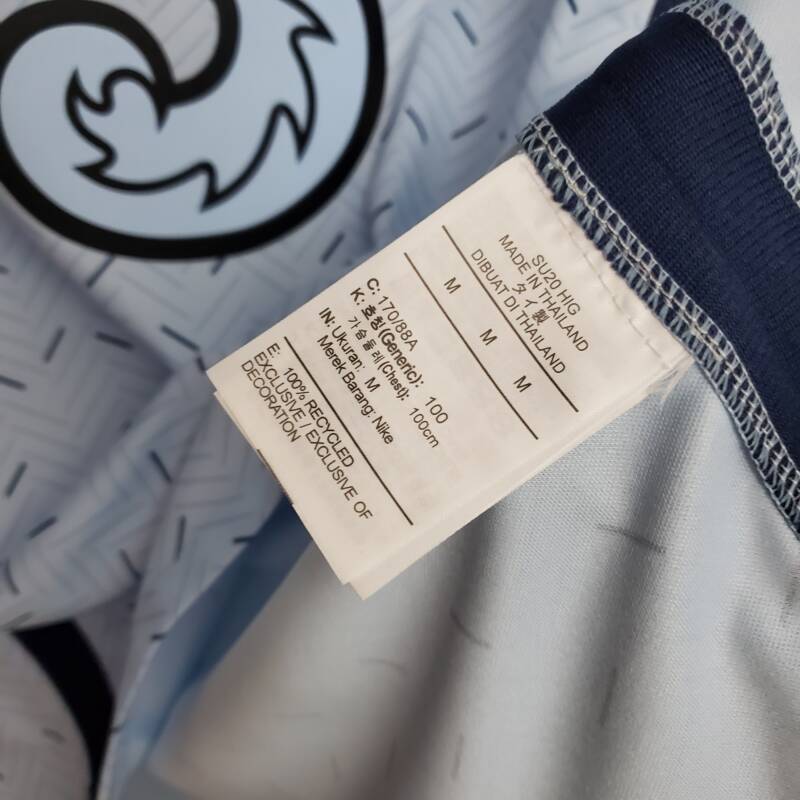 SU20 HIG
MADE IN THAILAND
タイ製
DIBUAT DI THAILAND
M M M
C: 170/88A
K: 호칭(Generic): 100
가슴둘레(Chest): 100cm
IN: Ukuran: M
Merek Barang: Nike
E: 100% RECYCLED
EXCLUSIVE / EXCLUSIVE OF
DECORATION